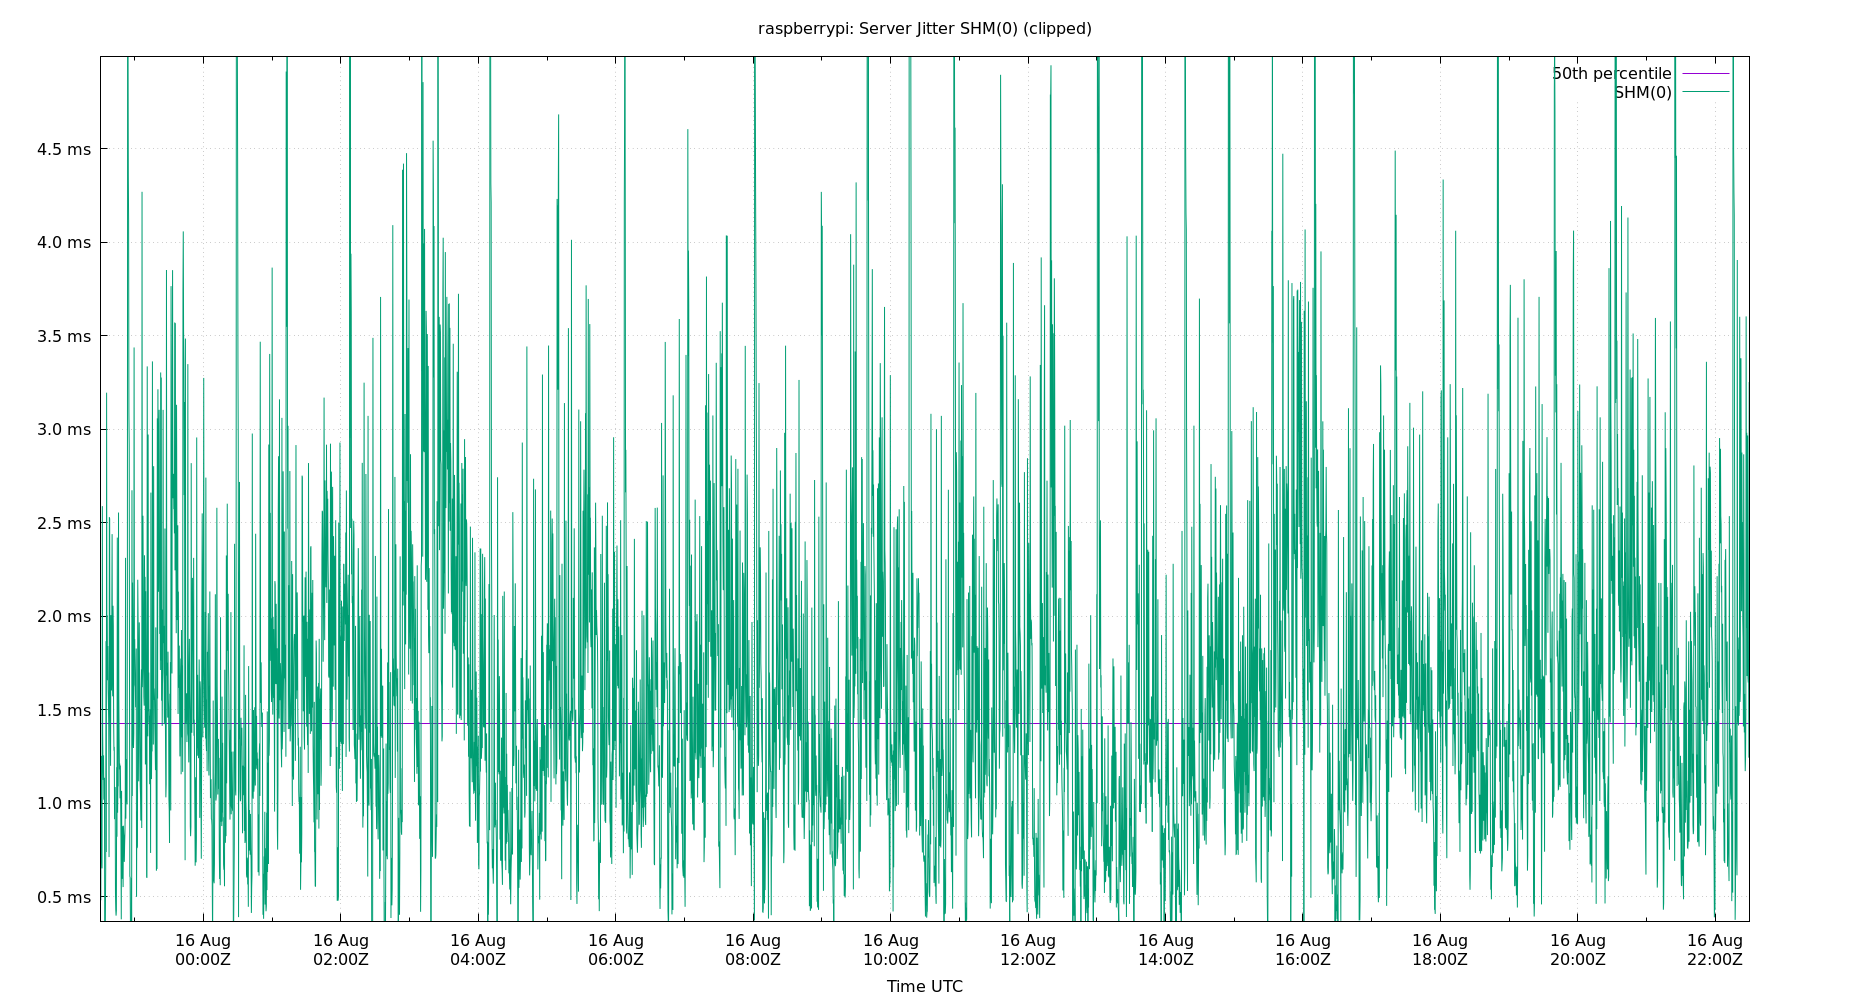 raspberrypi: Server Jitter SHM(0) (clipped)
50th percentile
SHM(0)
4.5 ms
4.0 ms
3.5 ms
3.0 ms
2.5 ms
2.0 ms
1.5 ms
1.0 ms
0.5 ms
16 Aug 16 Aug 16 Aug 16 Aug 16 Aug 16 Aug 16 Aug 16 Aug 16 Aug 16 Aug 16 Aug 16 Aug
00:00Z 02:00Z 04:00Z 06:00Z 08:00Z 10:00Z 12:00Z 14:00Z 16:00Z 18:00Z 20:00Z 22:00Z
Time UTC